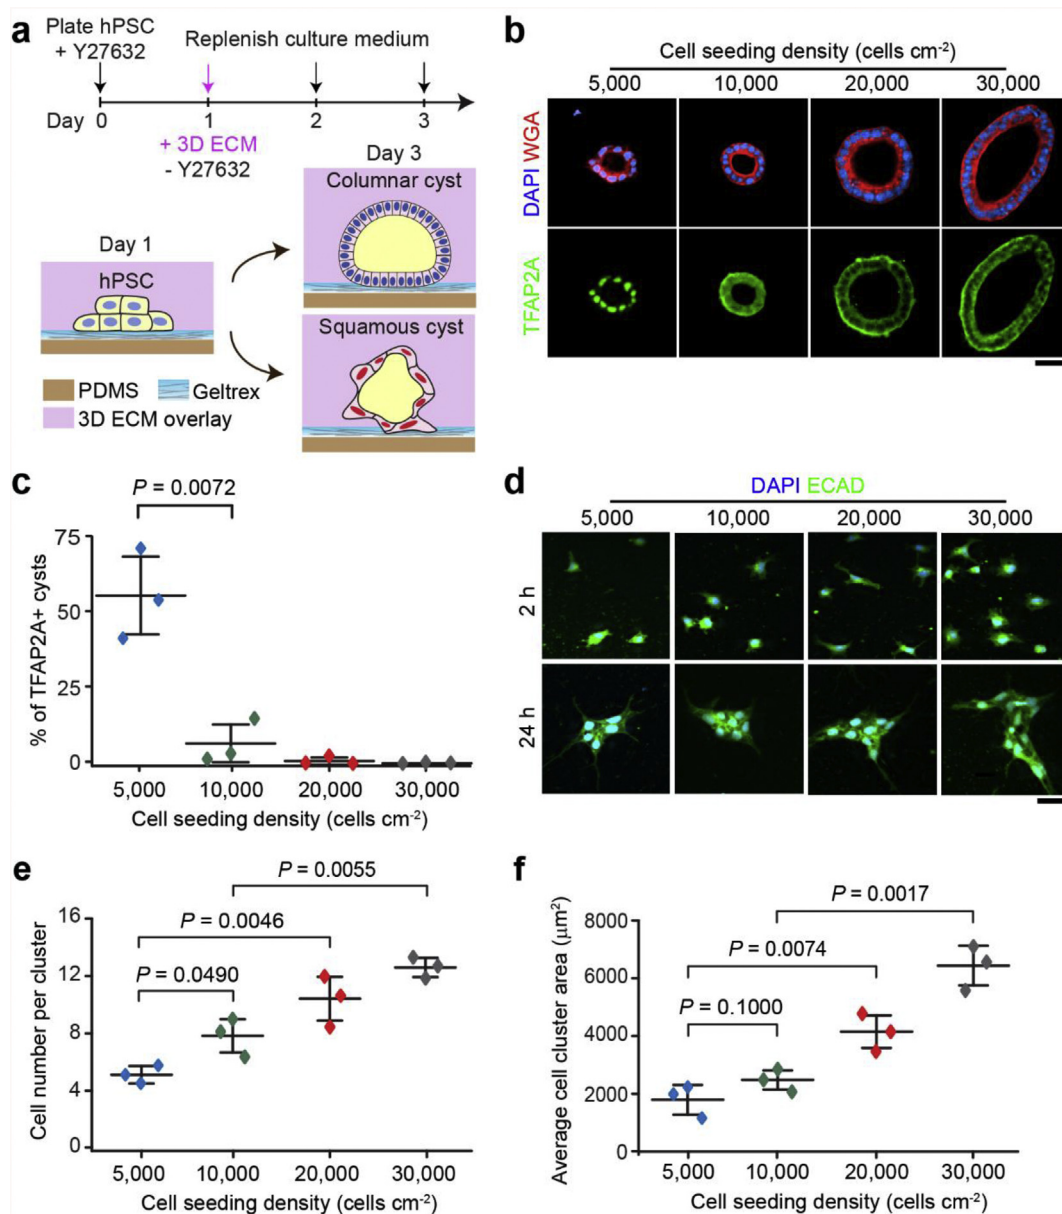 a
Plate hPSC
+ Y27632
Replenish culture medium
Day
0
1
2
3
+ 3D ECM
- Y27632
Day 1
hPSC
Day 3
Columnar cyst
Squamous cyst
PDMS
Geltrex
3D ECM overlay
b
Cell seeding density (cells cm⁻²)
5,000
10,000
20,000
30,000
DAPI WGA
TFAP2A
c
P = 0.0072
% of TFAP2A+ cysts
75
50
25
0
5,000
10,000
20,000
30,000
Cell seeding density (cells cm⁻²)
d
DAPI ECAD
5,000
10,000
20,000
30,000
2 h
24 h
e
P = 0.0055
P = 0.0046
P = 0.0490
Cell number per cluster
16
12
8
4
0
5,000
10,000
20,000
30,000
Cell seeding density (cells cm⁻²)
f
P = 0.0017
P = 0.0074
P = 0.1000
Average cell cluster area (μm²)
8000
6000
4000
2000
0
5,000
10,000
20,000
30,000
Cell seeding density (cells cm⁻²)